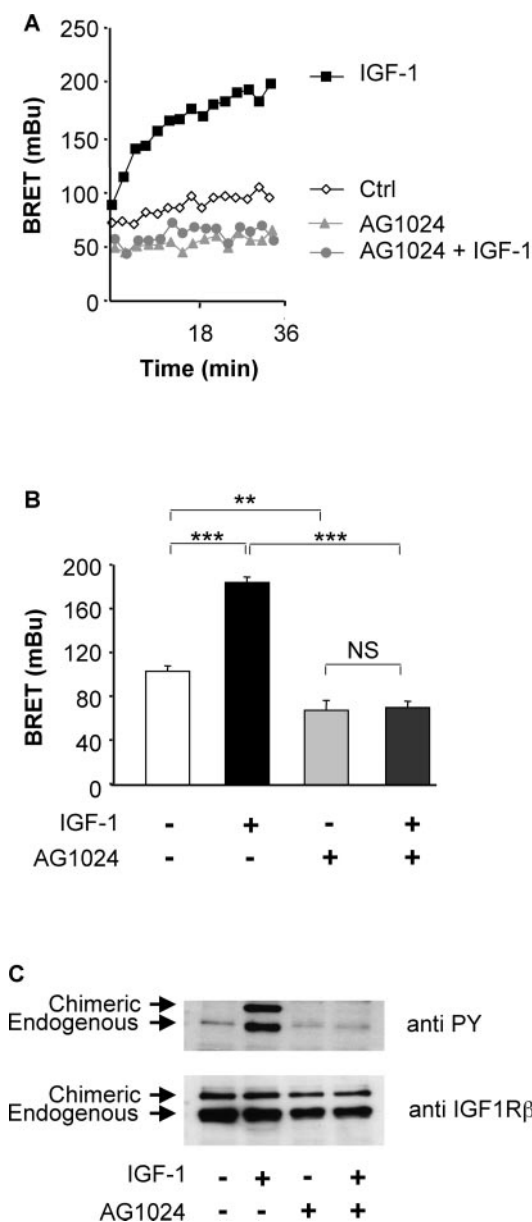 A
250
200
150
100
50
0
BRET (mBu)
18 36
Time (min)
IGF-1
Ctrl
AG1024
AG1024 + IGF-1
B
**
*** ***
NS
200
160
120
80
40
0
BRET (mBu)
IGF-1 - + - +
AG1024 - - + +
C
Chimeric
Endogenous
anti PY
Chimeric
Endogenous
anti IGF1Rβ
IGF-1 - + - +
AG1024 - - + +